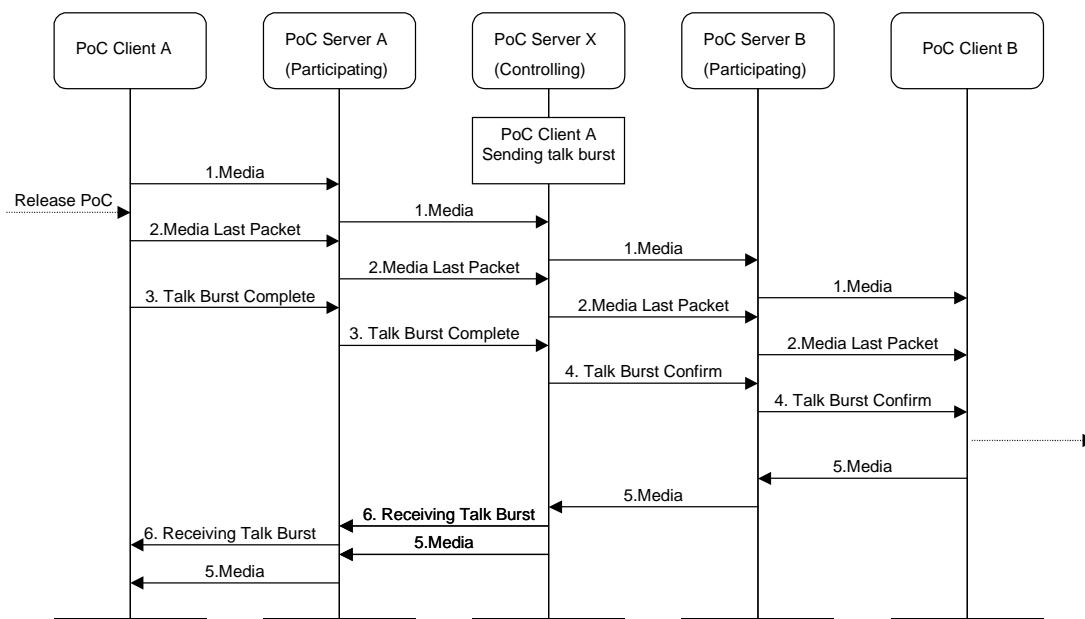 PoC Client A
PoC Server A
(Participating)
PoC Server X
(Controlling)
PoC Server B
(Participating)
PoC Client B
PoC Client A
Sending talk burst
1.Media
Release PoC
1.Media
2.Media Last Packet
1.Media
2.Media Last Packet
1.Media
3. Talk Burst Complete
2.Media Last Packet
3. Talk Burst Complete
2.Media Last Packet
4. Talk Burst Confirm
4. Talk Burst Confirm
5.Media
5.Media
6. Receiving Talk Burst
6. Receiving Talk Burst
5.Media
5.Media